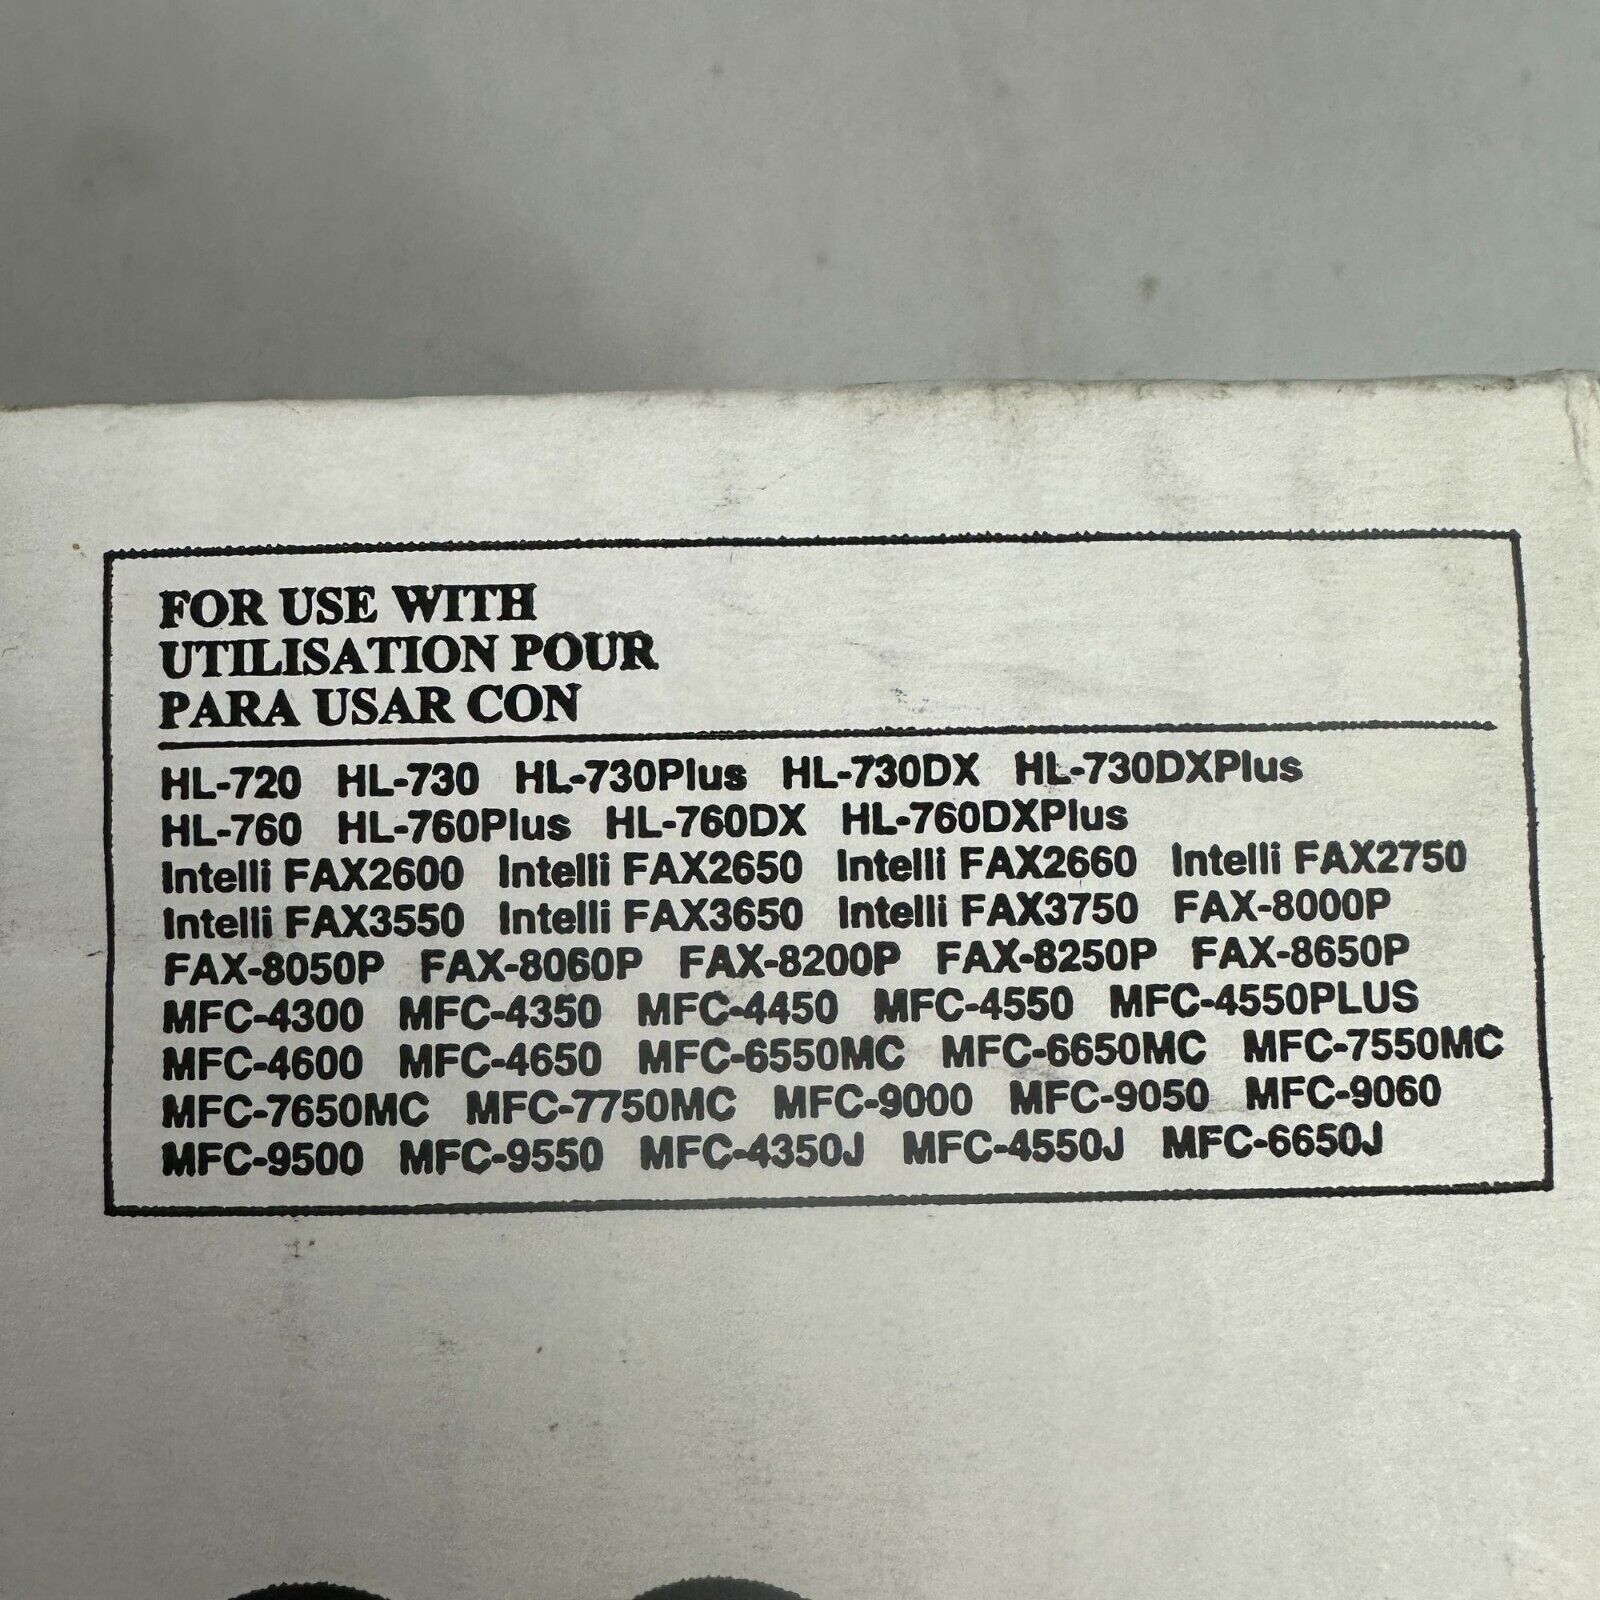 FOR USE WITH
UTILISATION POUR
PARA USAR CON
HL-720 HL-730 HL-730Plus HL-730DX HL-730DXPlus
HL-760 HL-760Plus HL-760DX HL-760DXPlus
Intelli FAX2600 Intelli FAX2650 Intelli FAX2660 Intelli FAX2750
Intelli FAX3550 Intelli FAX3650 Intelli FAX3750 FAX-8000P
FAX-8050P FAX-8060P FAX-8200P FAX-8250P FAX-8650P
MFC-4300 MFC-4350 MFC-4450 MFC-4550 MFC-4550PLUS
MFC-4600 MFC-4650 MFC-6550MC MFC-6650MC MFC-7550MC
MFC-7650MC MFC-7750MC MFC-9000 MFC-9050 MFC-9060
MFC-9500 MFC-9550 MFC-4350J MFC-4550J MFC-6650J